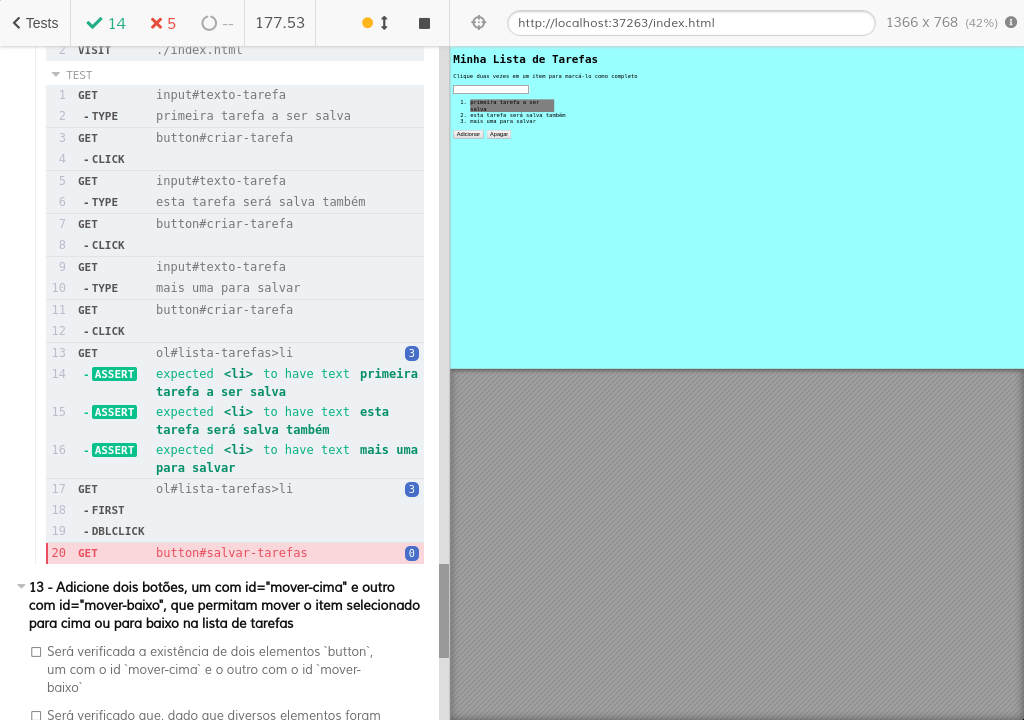 Tests 14 5 -- 177.53 http://localhost:37263/index.html 1366 x 768 (42%)
2 VISIT ./index.html
TEST
1 GET input#texto-tarefa
2 -TYPE primeira tarefa a ser salva
3 GET button#criar-tarefa
4 -CLICK
5 GET input#texto-tarefa
6 -TYPE esta tarefa será salva também
7 GET button#criar-tarefa
8 -CLICK
9 GET input#texto-tarefa
10 -TYPE mais uma para salvar
11 GET button#criar-tarefa
12 -CLICK
13 GET ol#lista-tarefas>li 3
14 -ASSERT expected <li> to have text primeira
tarefa a ser salva
15 -ASSERT expected <li> to have text esta
tarefa será salva também
16 -ASSERT expected <li> to have text mais uma
para salvar
17 GET ol#lista-tarefas>li 3
18 -FIRST
19 -DBLCLICK
20 GET button#salvar-tarefas 0
13 - Adicione dois botões, um com id="mover-cima" e outro
com id="mover-baixo", que permitam mover o item selecionado
para cima ou para baixo na lista de tarefas
Será verificada a existência de dois elementos `button`,
um com o id `mover-cima` e o outro com o id `mover-
baixo`
Será verificado que, dado que diversos elementos foram
Minha Lista de Tarefas
Clique duas vezes em um item para marcá-lo como completo
1. primeira tarefa a ser
salva
2. esta tarefa será salva também
3. mais uma para salvar
Adicionar Apagar